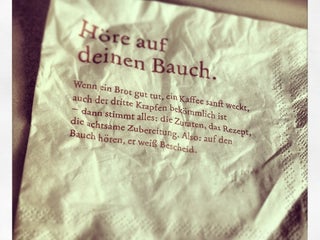 Höre auf
deinen Bauch.
Wenn ein Brot gut tut, ein Kaffee sanft weckt,
auch der dritte Krapfen bekömmlich ist
– dann stimmt alles: die Zutaten, das Rezept,
die achtsame Zubereitung. Also: auf den
Bauch hören, er weiß Bescheid.